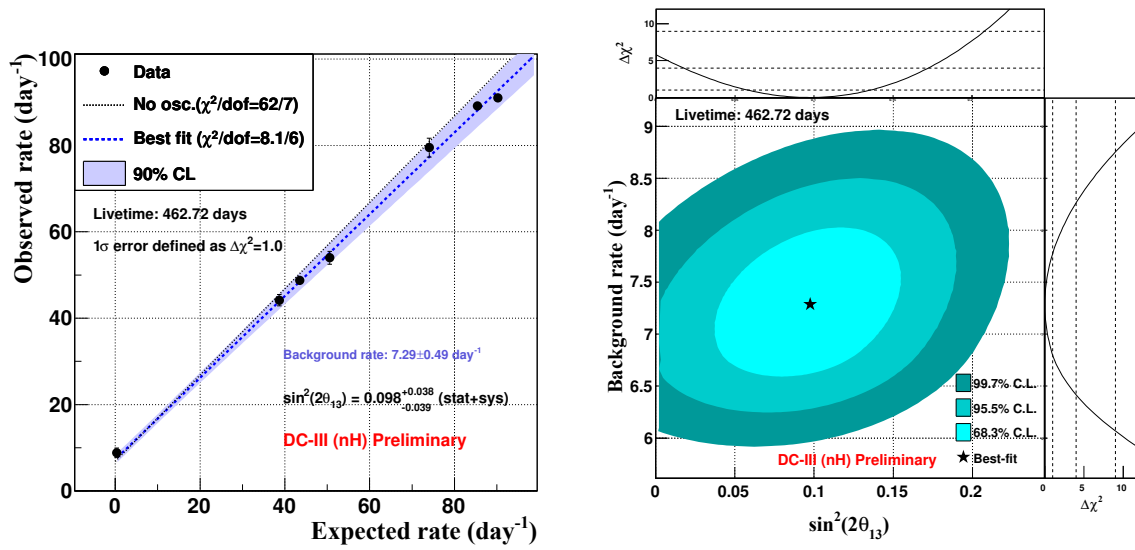 Observed rate (day⁻¹)
100
80
60
40
20
0
Data
No osc.(χ²/dof=62/7)
Best fit (χ²/dof=8.1/6)
90% CL
Livetime: 462.72 days
1σ error defined as Δχ²=1.0
Background rate: 7.29±0.49 day⁻¹
sin²(2θ₁₃) = 0.098 +0.038 -0.039 (stat+sys)
DC-III (nH) Preliminary
0 20 40 60 80
Expected rate (day⁻¹)
Δχ²
10
5
0
Livetime: 462.72 days
Background rate (day⁻¹)
9
8.5
8
7.5
7
6.5
6
99.7% C.L.
95.5% C.L.
68.3% C.L.
Best-fit
DC-III (nH) Preliminary
0 0.05 0.1 0.15 0.2
sin²(2θ₁₃)
0 5 10
Δχ²